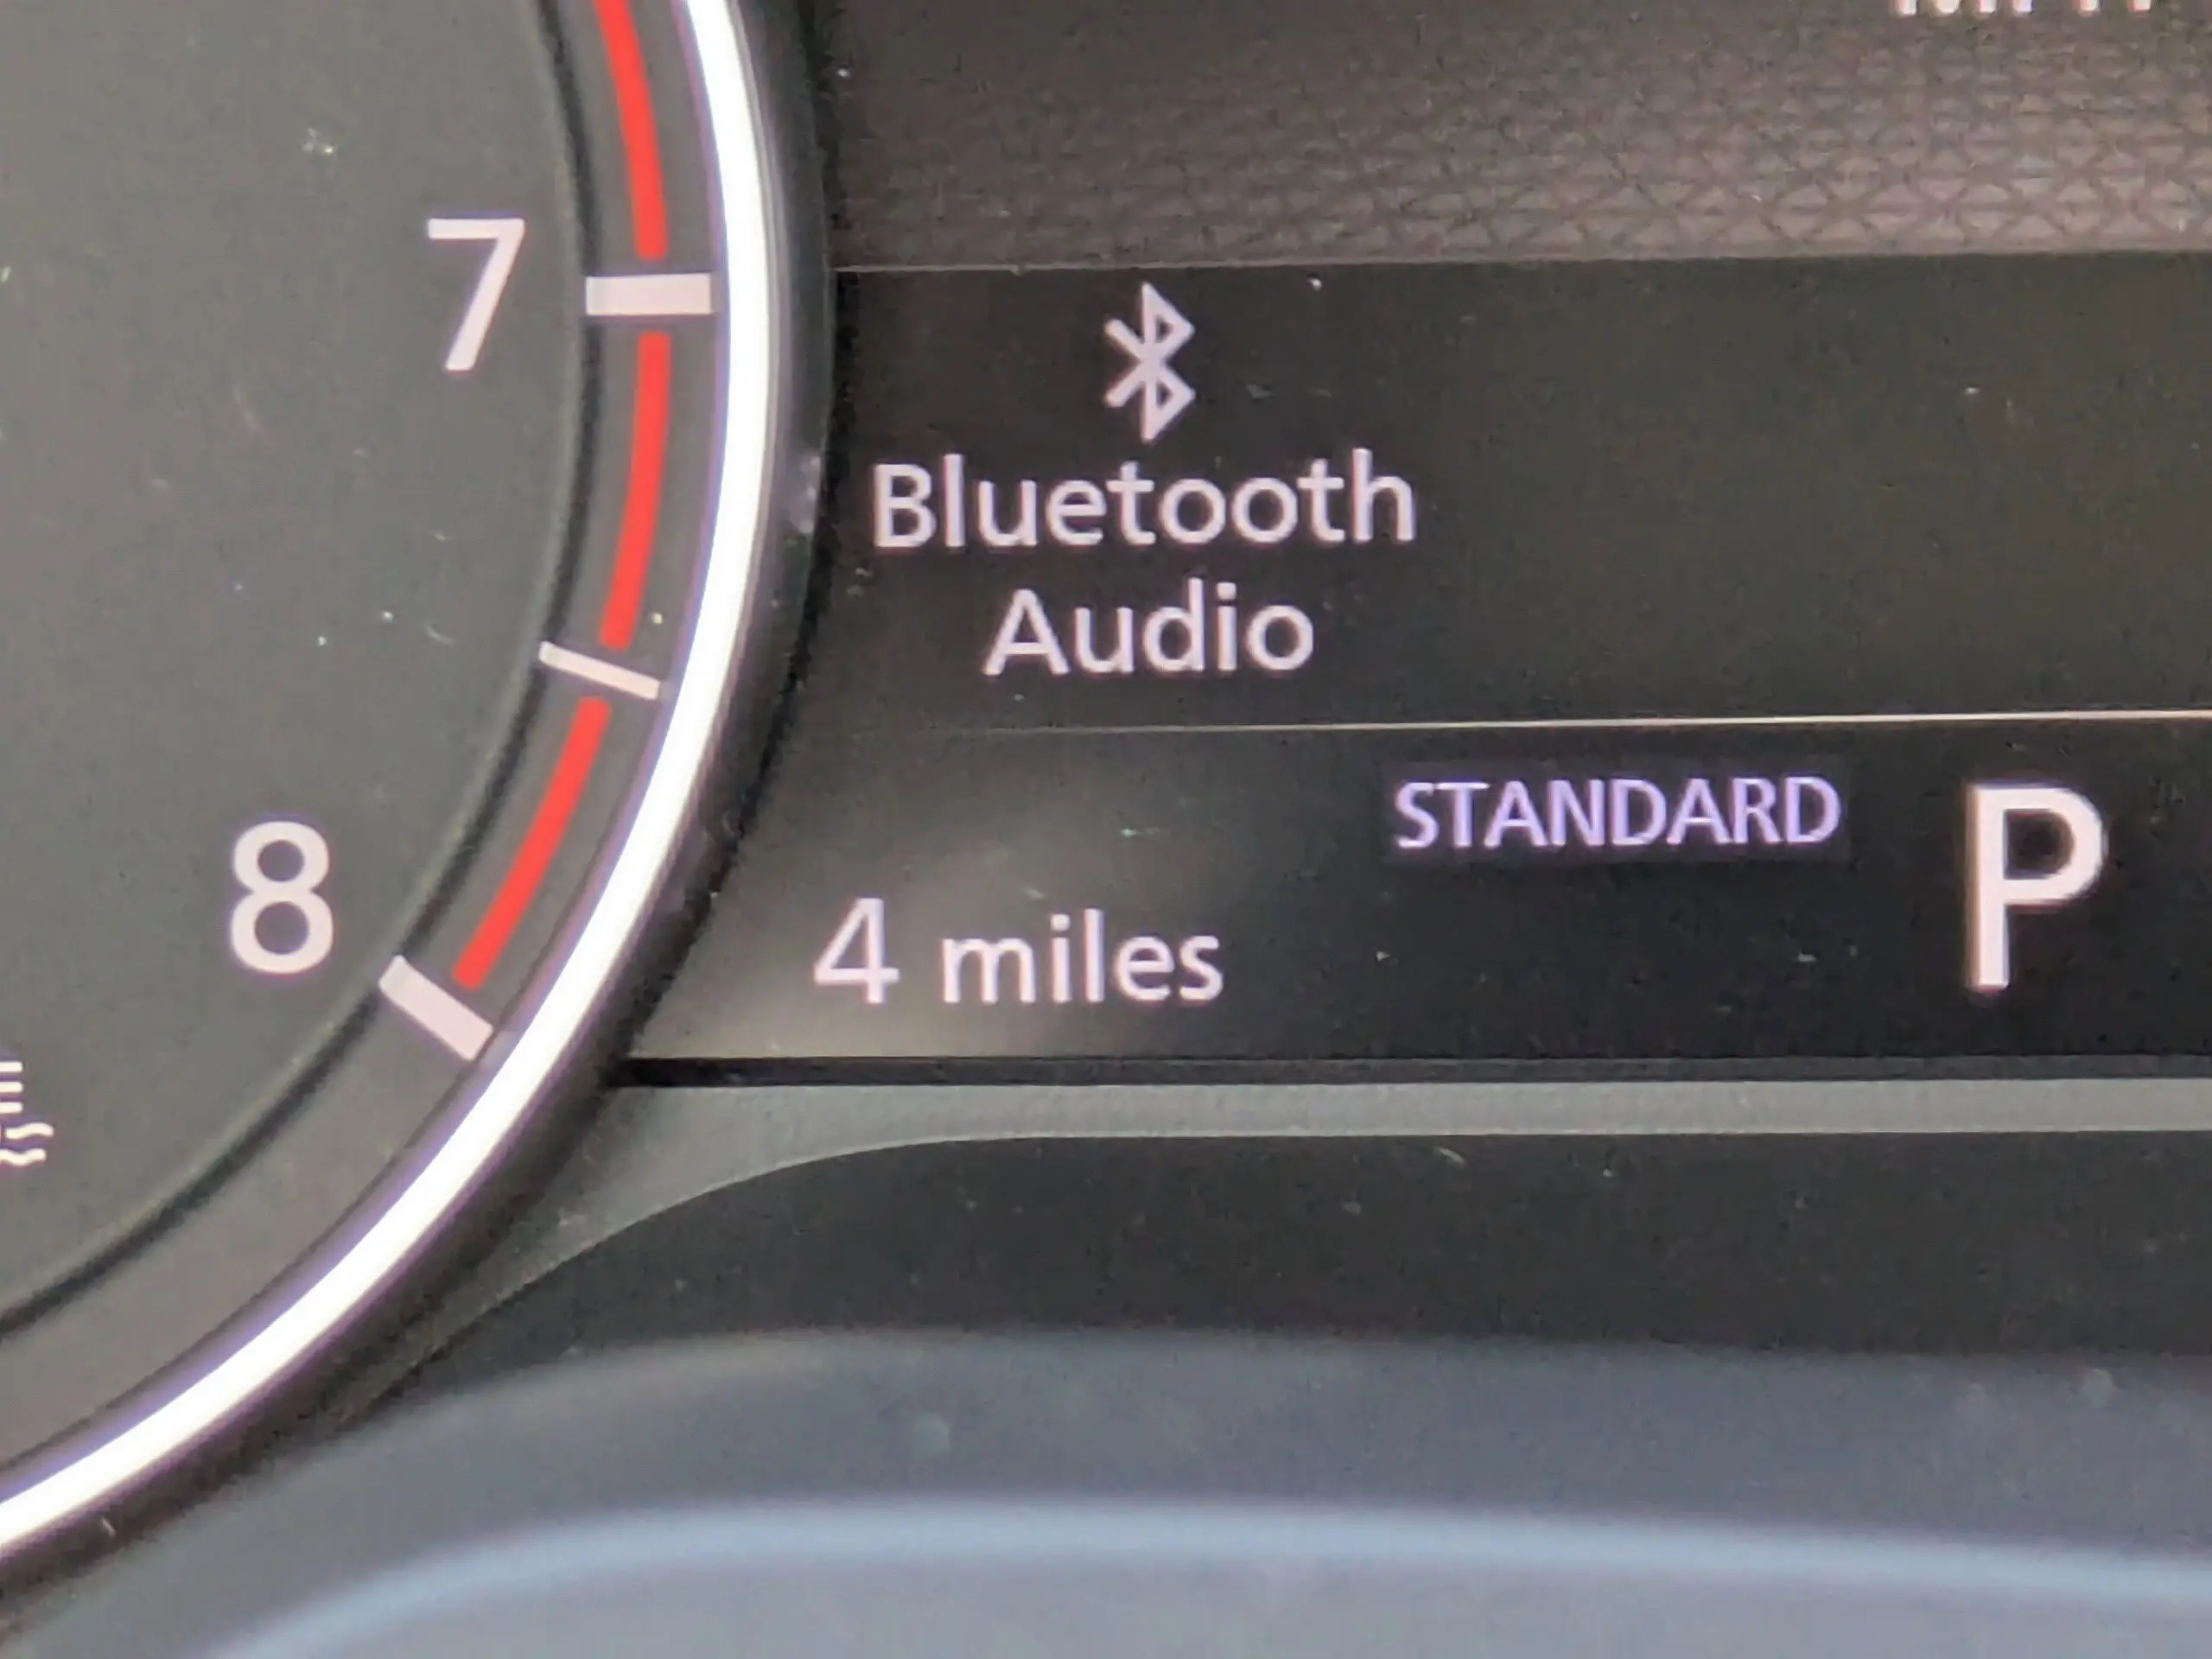 7
Bluetooth
Audio
STANDARD
P
8
4 miles